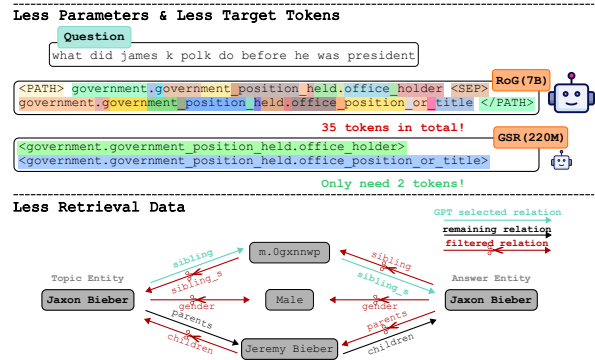 Less Parameters & Less Target Tokens
Question
what did james k polk do before he was president
RoG(7B)
<PATH> government.government_position_held.office_holder <SEP>
government.government_position_held.office_position_or_title </PATH>
35 tokens in total!
GSR(220M)
<government.government_position_held.office_holder>
<government.government_position_held.office_position_or_title>
Only need 2 tokens!
Less Retrieval Data
GPT selected relation
remaining relation
filtered relation
sibling
sibling_s
m.0gxnnwp
sibling
sibling_s
Topic Entity
Answer Entity
Jaxon Bieber
gender
Male
gender
Jaxon Bieber
parents
children
Jeremy Bieber
parents
children